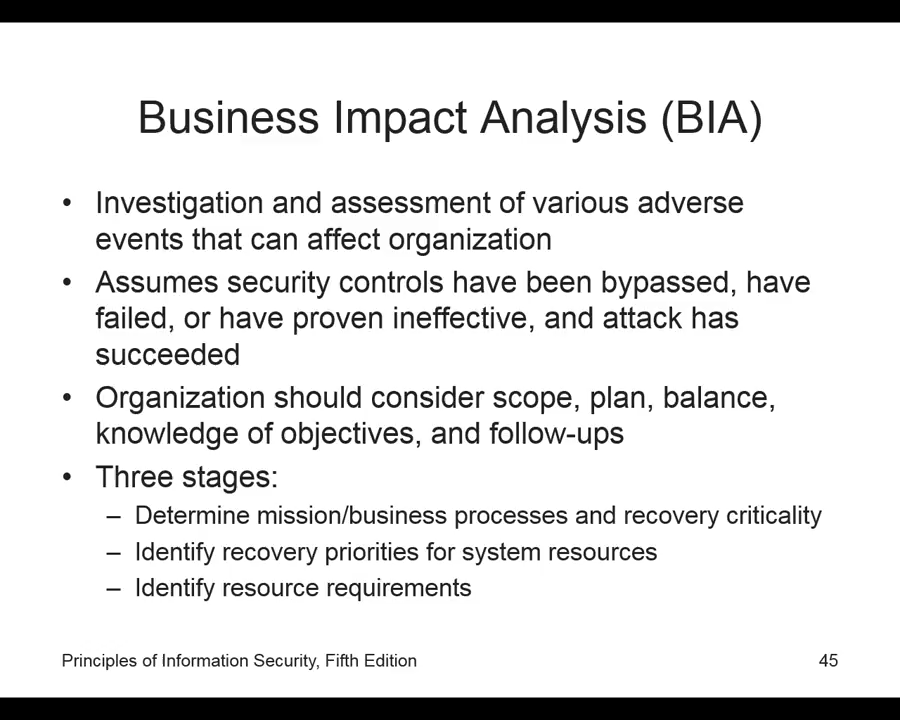 Business Impact Analysis (BIA)
• Investigation and assessment of various adverse
events that can affect organization
• Assumes security controls have been bypassed, have
failed, or have proven ineffective, and attack has
succeeded
• Organization should consider scope, plan, balance,
knowledge of objectives, and follow-ups
• Three stages:
– Determine mission/business processes and recovery criticality
– Identify recovery priorities for system resources
– Identify resource requirements
Principles of Information Security, Fifth Edition
45